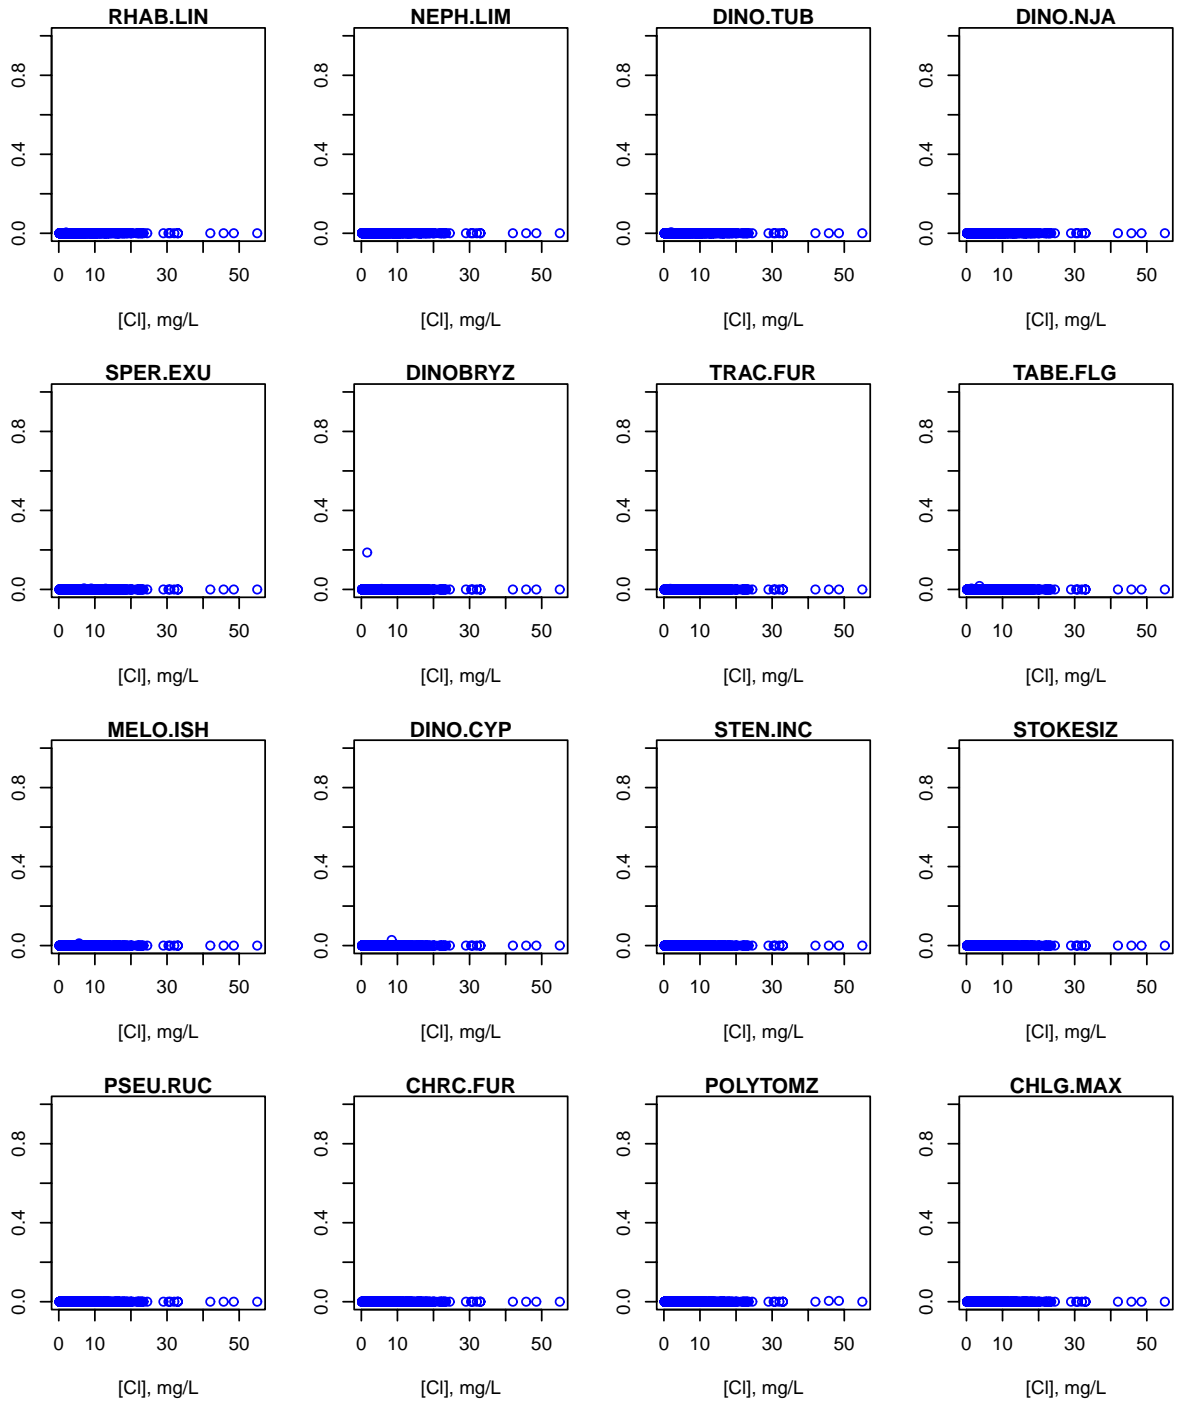 RHAB.LIN NEPH.LIM DINO.TUB DINO.NJA
0.8 0.8 0.8 0.8
0.4 0.4 0.4 0.4
0.0 0.0 0.0 0.0
0 10 30 50 0 10 30 50 0 10 30 50 0 10 30 50
[Cl], mg/L [Cl], mg/L [Cl], mg/L [Cl], mg/L
SPER.EXU DINOBRYZ TRAC.FUR TABE.FLG
0.8 0.8 0.8 0.8
0.4 0.4 0.4 0.4
0.0 0.0 0.0 0.0
0 10 30 50 0 10 30 50 0 10 30 50 0 10 30 50
[Cl], mg/L [Cl], mg/L [Cl], mg/L [Cl], mg/L
MELO.ISH DINO.CYP STEN.INC STOKESIZ
0.8 0.8 0.8 0.8
0.4 0.4 0.4 0.4
0.0 0.0 0.0 0.0
0 10 30 50 0 10 30 50 0 10 30 50 0 10 30 50
[Cl], mg/L [Cl], mg/L [Cl], mg/L [Cl], mg/L
PSEU.RUC CHRC.FUR POLYTOMZ CHLG.MAX
0.8 0.8 0.8 0.8
0.4 0.4 0.4 0.4
0.0 0.0 0.0 0.0
0 10 30 50 0 10 30 50 0 10 30 50 0 10 30 50
[Cl], mg/L [Cl], mg/L [Cl], mg/L [Cl], mg/L